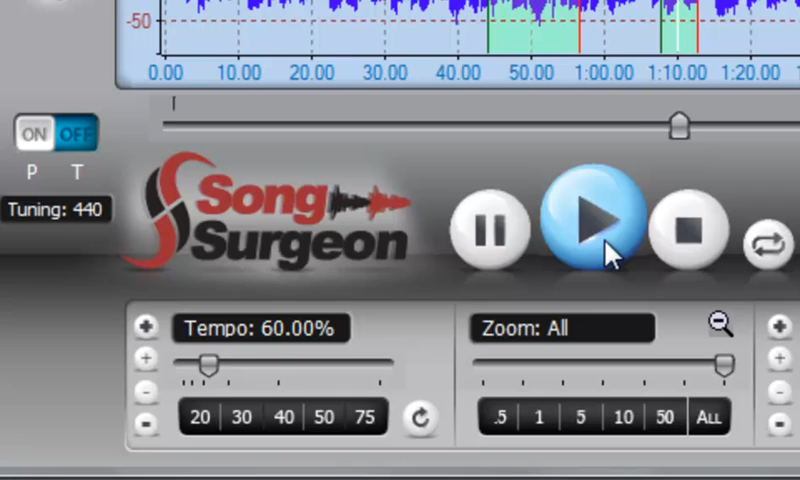 -50
0.00 10.00 20.00 30.00 40.00 50.00 1:00.00 1:10.00 1:20.00
ON OFF
P T
Tuning: 440
Song
Surgeon
Tempo: 60.00%
Zoom: All
20 30 40 50 75
.5 1 5 10 50 ALL